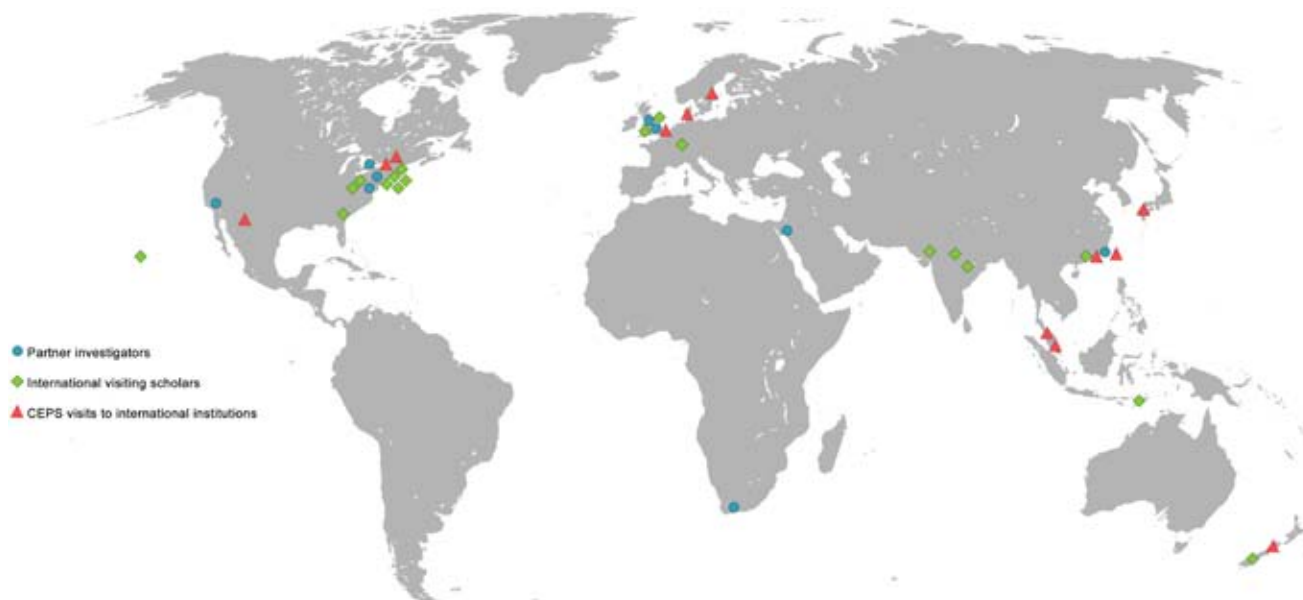 Partner investigators
International visiting scholars
CEPS visits to international institutions